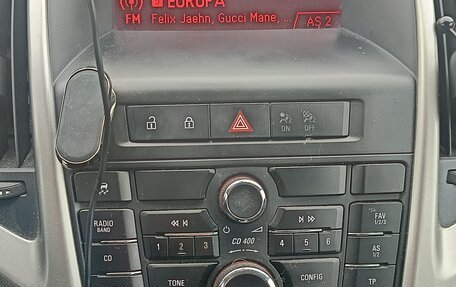 EUROPA
FM Felix Jaehn, Gucci Mane, ... AS 2
ON OFF
RADIO BAND
FAV 1/2/3
1 2 3
CD 400
4 5 6
AS 1/2
CD
TONE
CONFIG
TP